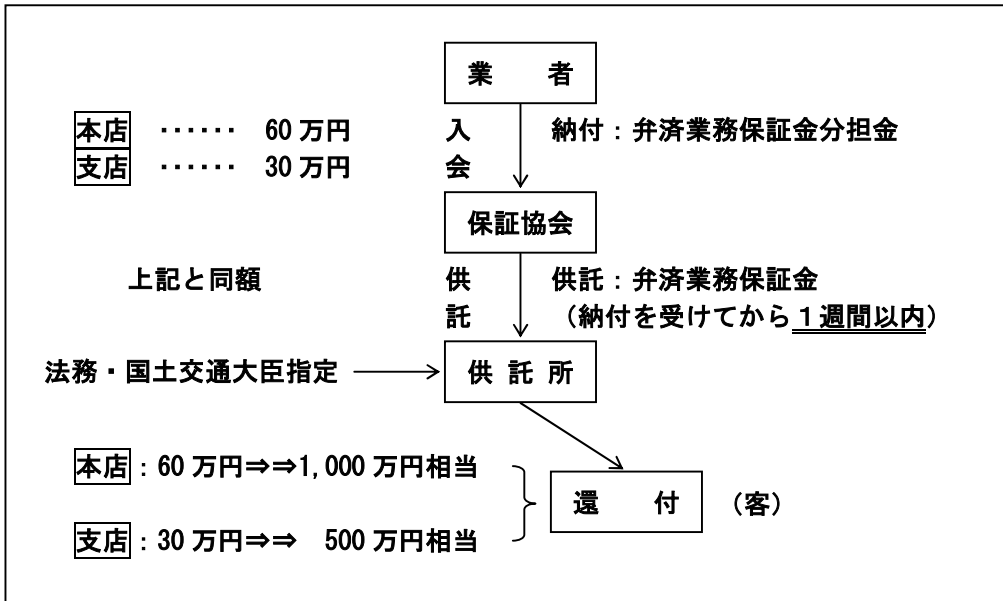 業　者
本店 ‥‥‥ 60万円 入 納付：弁済業務保証金分担金
支店 ‥‥‥ 30万円 会
保証協会
上記と同額 供 供託：弁済業務保証金
託 （納付を受けてから１週間以内）
法務・国土交通大臣指定 供託所
本店：60万円⇒⇒1,000万円相当
還　付 （客）
支店：30万円⇒⇒ 500万円相当